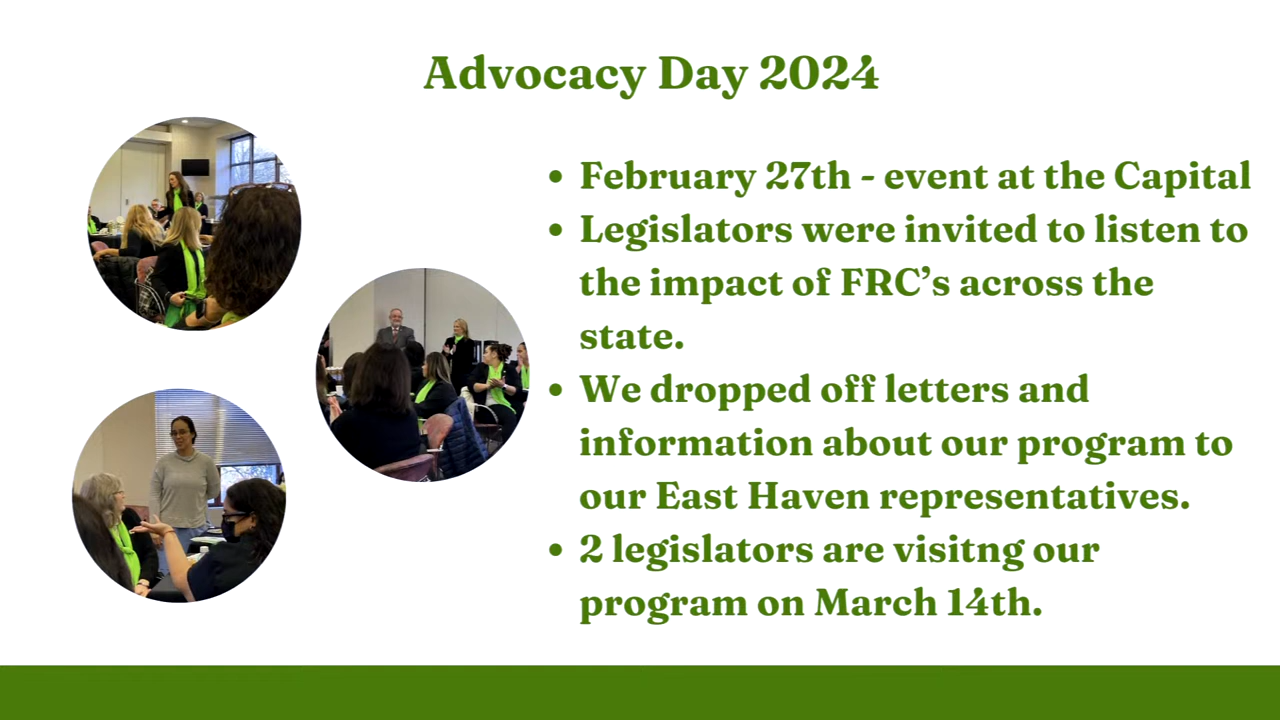 Advocacy Day 2024
• February 27th - event at the Capital
• Legislators were invited to listen to
the impact of FRC’s across the
state.
• We dropped off letters and
information about our program to
our East Haven representatives.
• 2 legislators are visitng our
program on March 14th.